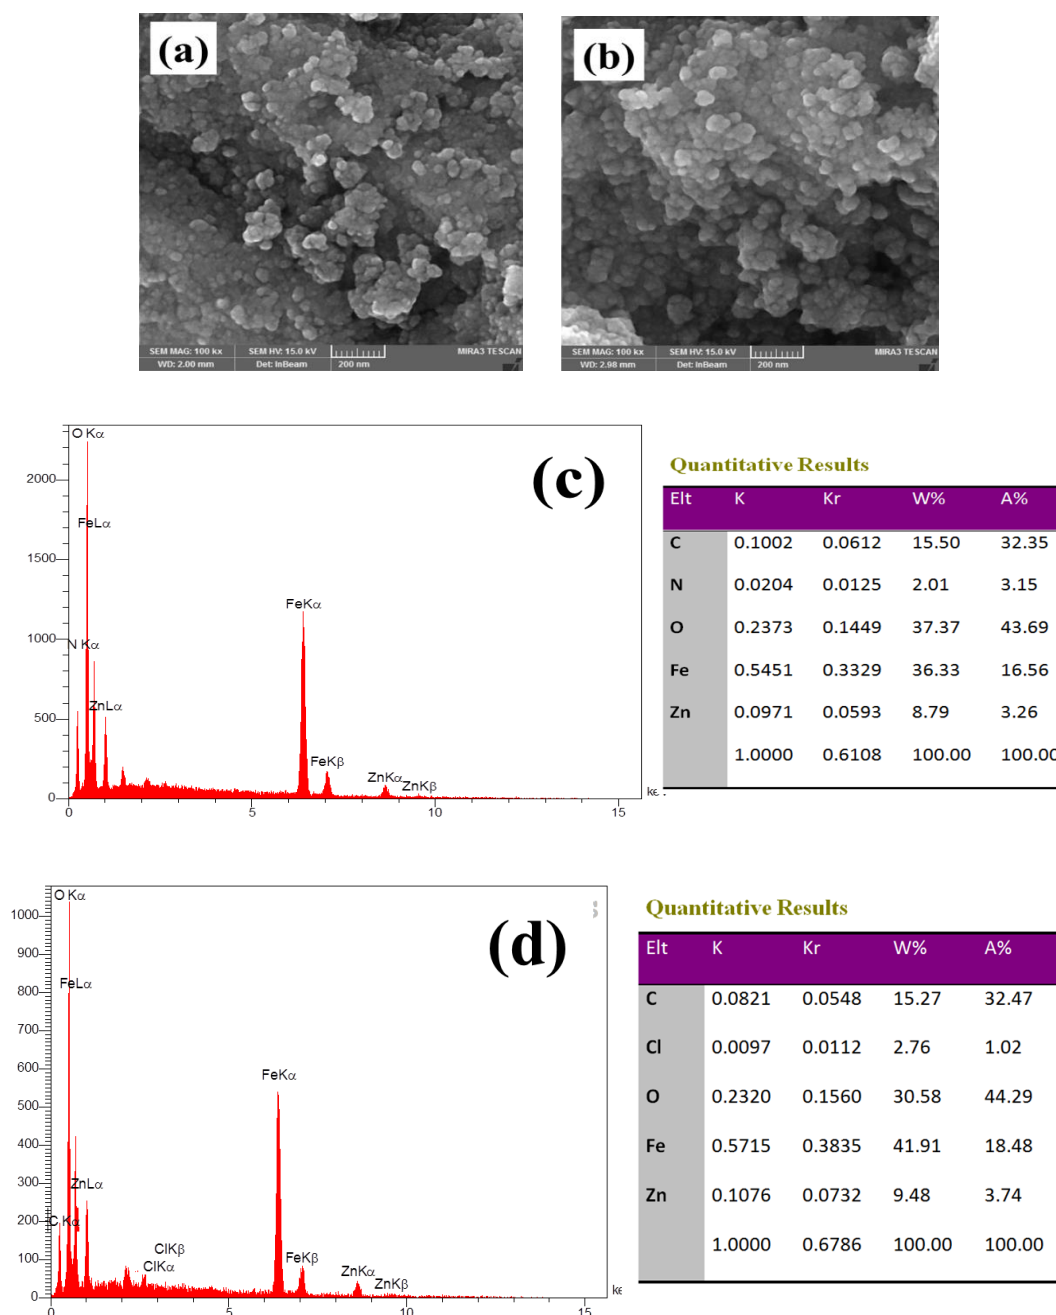 (a)
SEM MAG: 100 kx SEM HV: 15.0 kV MIRA3 TESCAN
WD: 2.00 mm Det: InBeam 200 nm
(b)
SEM MAG: 100 kx SEM HV: 15.0 kV MIRA3 TESCAN
WD: 2.98 mm Det: InBeam 200 nm
(c)
O Kα
2000
FeLα
1500
FeKα
1000
N Kα
ZnLα
500
FeKβ
ZnKα
ZnKβ
0
0 5 10 15
Quantitative Results
Elt K Kr W% A%
C 0.1002 0.0612 15.50 32.35
N 0.0204 0.0125 2.01 3.15
O 0.2373 0.1449 37.37 43.69
Fe 0.5451 0.3329 36.33 16.56
Zn 0.0971 0.0593 8.79 3.26
1.0000 0.6108 100.00 100.00
(d)
O Kα
1000
900
FeLα
800
700
600
FeKα
500
400
300
ZnLα
200
C Kα
ClKβ
100
ClKα
FeKβ
ZnKα
ZnKβ
0
0 5 10 15
Quantitative Results
Elt K Kr W% A%
C 0.0821 0.0548 15.27 32.47
Cl 0.0097 0.0112 2.76 1.02
O 0.2320 0.1560 30.58 44.29
Fe 0.5715 0.3835 41.91 18.48
Zn 0.1076 0.0732 9.48 3.74
1.0000 0.6786 100.00 100.00